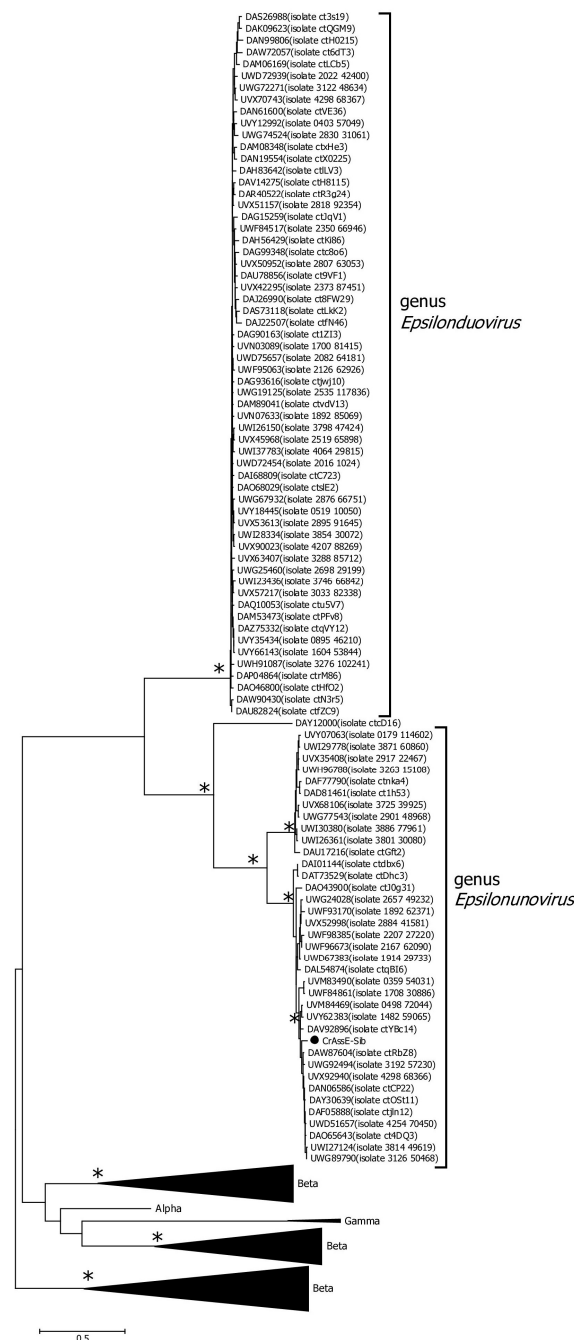 DAS26988(isolate ct3s19)
DAK09623(isolate ctQGM9)
DAN99806(isolate ctH0215)
DAW72057(isolate ct6dT3)
DAM06169(isolate ctLCb5)
UWD72939(isolate 2022 42400)
UWG72271(isolate 3122 48634)
UVX70743(isolate 4298 68367)
DAN61600(isolate ctVE36)
UVY12992(isolate 0403 57049)
UWG74524(isolate 2830 31061)
DAM08348(isolate ctxHe3)
DAN19554(isolate ctX0225)
DAH83642(isolate ctILV3)
DAV14275(isolate ctH8115)
DAR40522(isolate ctR3g24)
UVX51157(isolate 2818 92354)
DAG15259(isolate ctJqV1)
UWF84517(isolate 2350 66946)
DAH56429(isolate ctKi86)
DAG99348(isolate ctc8o6)
UVX50952(isolate 2807 63053)
DAU78856(isolate ct9VF1)
UVX42295(isolate 2373 87451)
DAJ26990(isolate ct8FW29)
DAS73118(isolate ctLkK2)
DAJ22507(isolate ctfN46)
genus
Epsilonduovirus
DAG90163(isolate ct1ZI3)
UVN03089(isolate 1700 81415)
UWD75657(isolate 2082 64181)
UWF95063(isolate 2126 62926)
DAG93616(isolate ctjwj10)
UWG19125(isolate 2535 117836)
DAM89041(isolate ctvdV13)
UVN07633(isolate 1892 85069)
UWI26150(isolate 3798 47424)
UVX45968(isolate 2519 65898)
UWI37783(isolate 4064 29815)
UWD72454(isolate 2016 1024)
DAI68809(isolate ctC723)
DAO68029(isolate ctsIE2)
UWG67932(isolate 2876 66751)
UVY18445(isolate 0519 10050)
UVX53613(isolate 2895 91645)
UWI28334(isolate 3854 30072)
UVX90023(isolate 4207 88269)
UVX63407(isolate 3288 85712)
UWG25460(isolate 2698 29199)
UWI23436(isolate 3746 66842)
UVX57217(isolate 3033 82338)
DAQ10053(isolate ctu5V7)
DAM53473(isolate ctPFv8)
DAZ75332(isolate ctqVY12)
UVY35434(isolate 0895 46210)
UVY66143(isolate 1604 53844)
UWH91087(isolate 3276 102241)
DAP04864(isolate ctrM86)
DAO46800(isolate ctHfO2)
DAW90430(isolate ctN3r5)
DAU82824(isolate ctfZC9)
DAY12000(isolate ctcD16)
UVY07063(isolate 0179 114602)
UWI29778(isolate 3871 60860)
UVX35408(isolate 2917 22467)
UWH96788(isolate 3263 15108)
DAF77790(isolate ctnka4)
DAD81461(isolate ct1h53)
UVX68106(isolate 3725 39925)
UWG77543(isolate 2901 48968)
UWI30380(isolate 3886 77961)
UWI26361(isolate 3801 30080)
DAU17216(isolate ctGft2)
DAI01144(isolate ctdbx6)
DAT73529(isolate ctDhc3)
genus
Epsilonunovirus
DAO43900(isolate ctJ0g31)
UWG24028(isolate 2657 49232)
UWF93170(isolate 1892 62371)
UVX52998(isolate 2884 41581)
UWF98385(isolate 2207 27220)
UWF96673(isolate 2167 62090)
UWD67383(isolate 1914 29733)
DAL54874(isolate ctqBI6)
UVM83490(isolate 0359 54031)
UWF84861(isolate 1708 30886)
UVM84469(isolate 0498 72044)
UVY62383(isolate 1482 59065)
DAV92896(isolate ctYBc14)
CrAssE-Sib
DAW87604(isolate ctRbZ8)
UWG92494(isolate 3192 57230)
UVX92940(isolate 4298 68366)
DAN06586(isolate ctCP22)
DAY30639(isolate ctOSt11)
DAF05888(isolate ctjln12)
UWD51657(isolate 4254 70450)
DAO65643(isolate ct4DQ3)
UWI27124(isolate 3814 49619)
UWG89790(isolate 3126 50468)
Beta
Alpha
Gamma
Beta
Beta
0.5